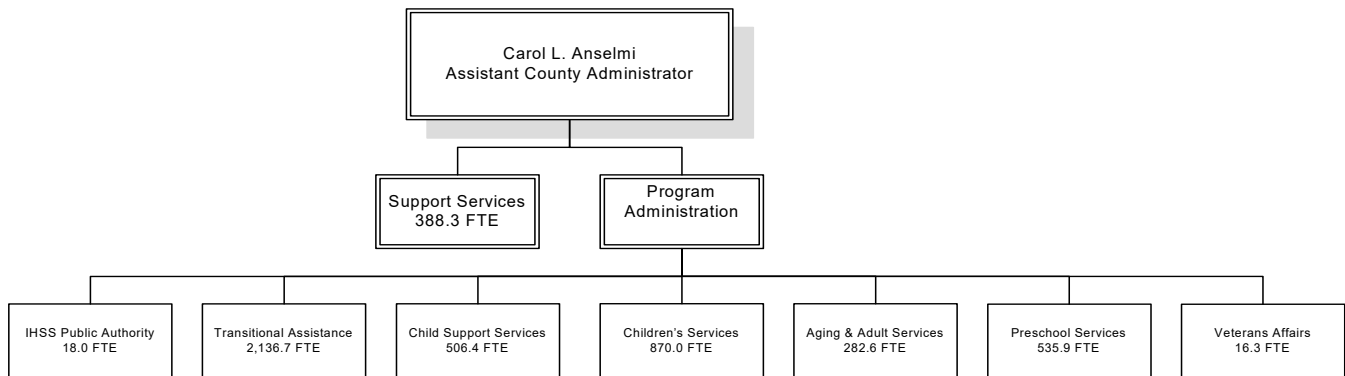 Carol L. Anselmi
Assistant County Administrator
Support Services
388.3 FTE
Program
Administration
IHSS Public Authority
18.0 FTE
Transitional Assistance
2,136.7 FTE
Child Support Services
506.4 FTE
Children's Services
870.0 FTE
Aging & Adult Services
282.6 FTE
Preschool Services
535.9 FTE
Veterans Affairs
16.3 FTE